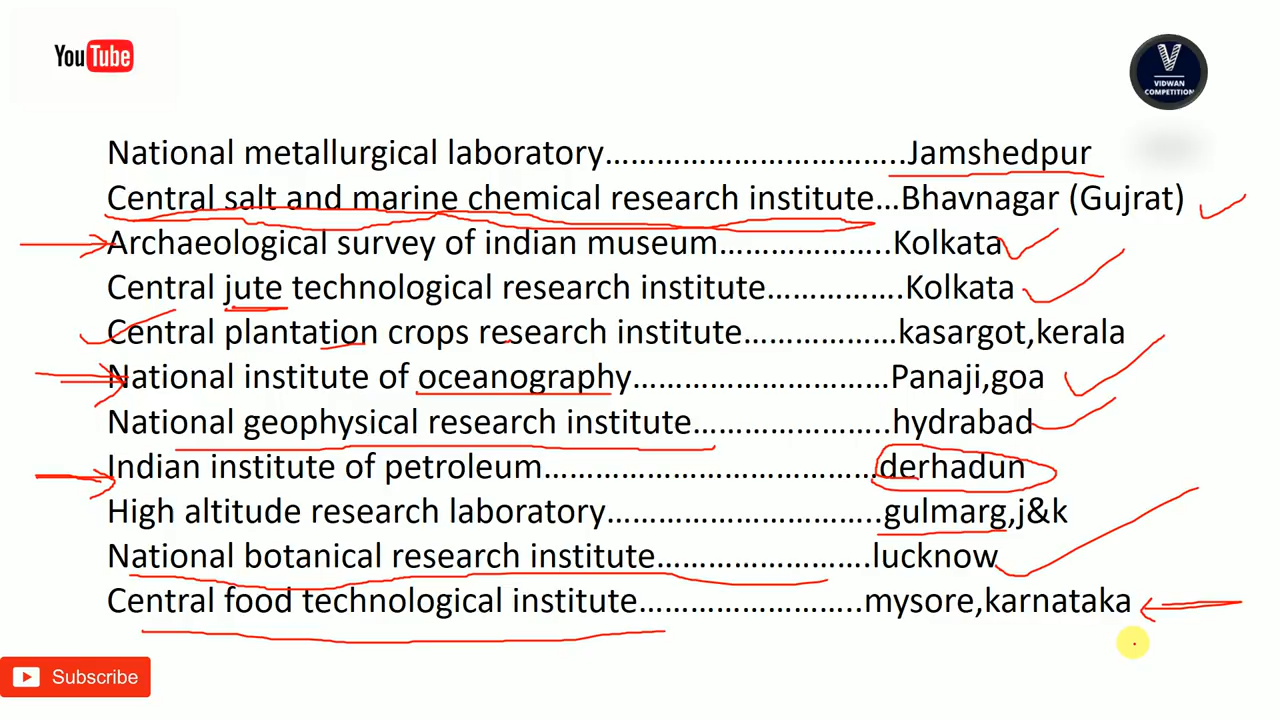 YouTube
VIDWAN
COMPETITION
National metallurgical laboratory……………………………..Jamshedpur
Central salt and marine chemical research institute…Bhavnagar (Gujrat)
Archaeological survey of indian museum……………..Kolkata
Central jute technological research institute…………….Kolkata
Central plantation crops research institute……………kasargot,kerala
National institute of oceanography……………………..Panaji,goa
National geophysical research institute………………..hydrabad
Indian institute of petroleum……………………………..derhadun
High altitude research laboratory………………………..gulmarg,j&k
National botanical research institute………………….lucknow
Central food technological institute……………………..mysore,karnataka
Subscribe